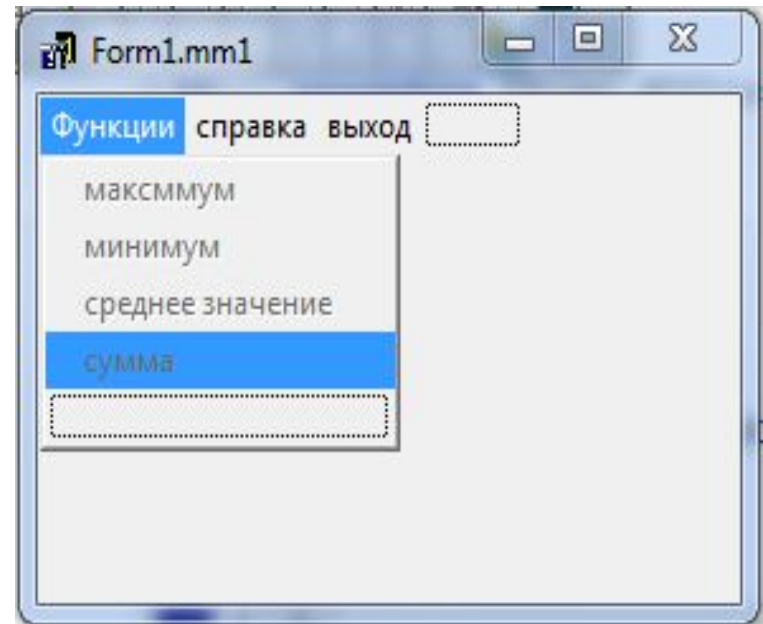 Form1.mm1
Функции справка выход
максммум
минимум
среднее значение
сумма